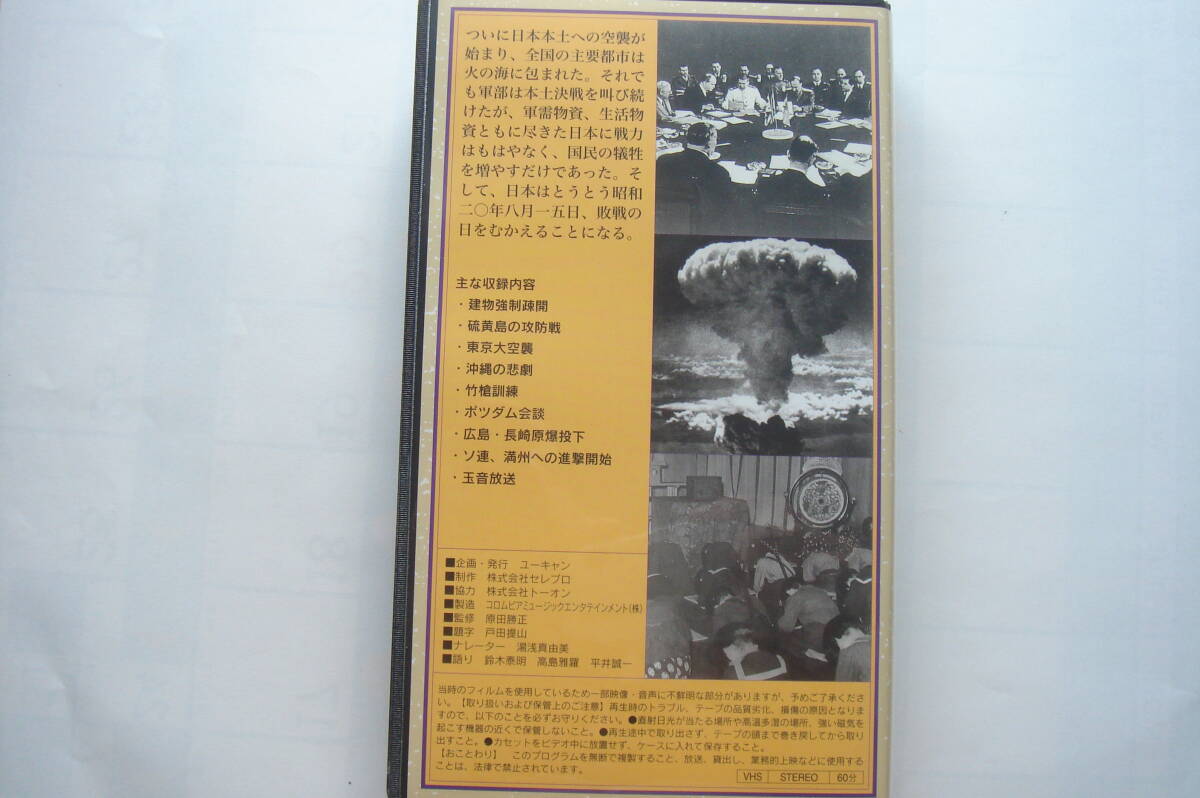 ついに日本本土への空襲が
始まり、全国の主要都市は
火の海に包まれた。それで
も軍部は本土決戦を叫び続
けたが、軍需物資、生活物
資ともに尽きた日本に戦力
はもはやなく、国民の犠牲
を増やすだけであった。そ
して、日本はとうとう昭和
二〇年八月一五日、敗戦の
日をむかえることになる。
主な収録内容
・建物強制疎開
・硫黄島の攻防戦
・東京大空襲
・沖縄の悲劇
・竹槍訓練
・ポツダム会談
・広島・長崎原爆投下
・ソ連、満州への進撃開始
・玉音放送
■企画・発行 ユーキャン
■制作 株式会社セレブロ
■協力 株式会社トーオン
■製造 コロムビアミュージックエンタテインメント(株)
■監修 原田勝正
■題字 戸田提山
■ナレーター 湯浅真由美
■語り 鈴木泰明 高島雅羅 平井誠一
当時のフィルムを使用しているため一部映像・音声に不鮮明な部分がありますが、予めご了承くださ
い。【取り扱いおよび保管上のご注意】再生時のトラブル、テープの品質劣化、損傷の原因となりま
すので、以下のことを必ずお守りください。●直射日光が当たる場所や高温多湿の場所、強い磁気を
起こす機器の近くで保管しないこと。●再生途中で取り出さず、テープの頭まで巻き戻してから取り
出すこと。●カセットをビデオ中に放置せず、ケースに入れて保存すること。
【おことわり】 このプログラムを無断で複製すること、放送、貸出し、業務的上映などに使用する
ことは、法律で禁止されています。
VHS STEREO 60分